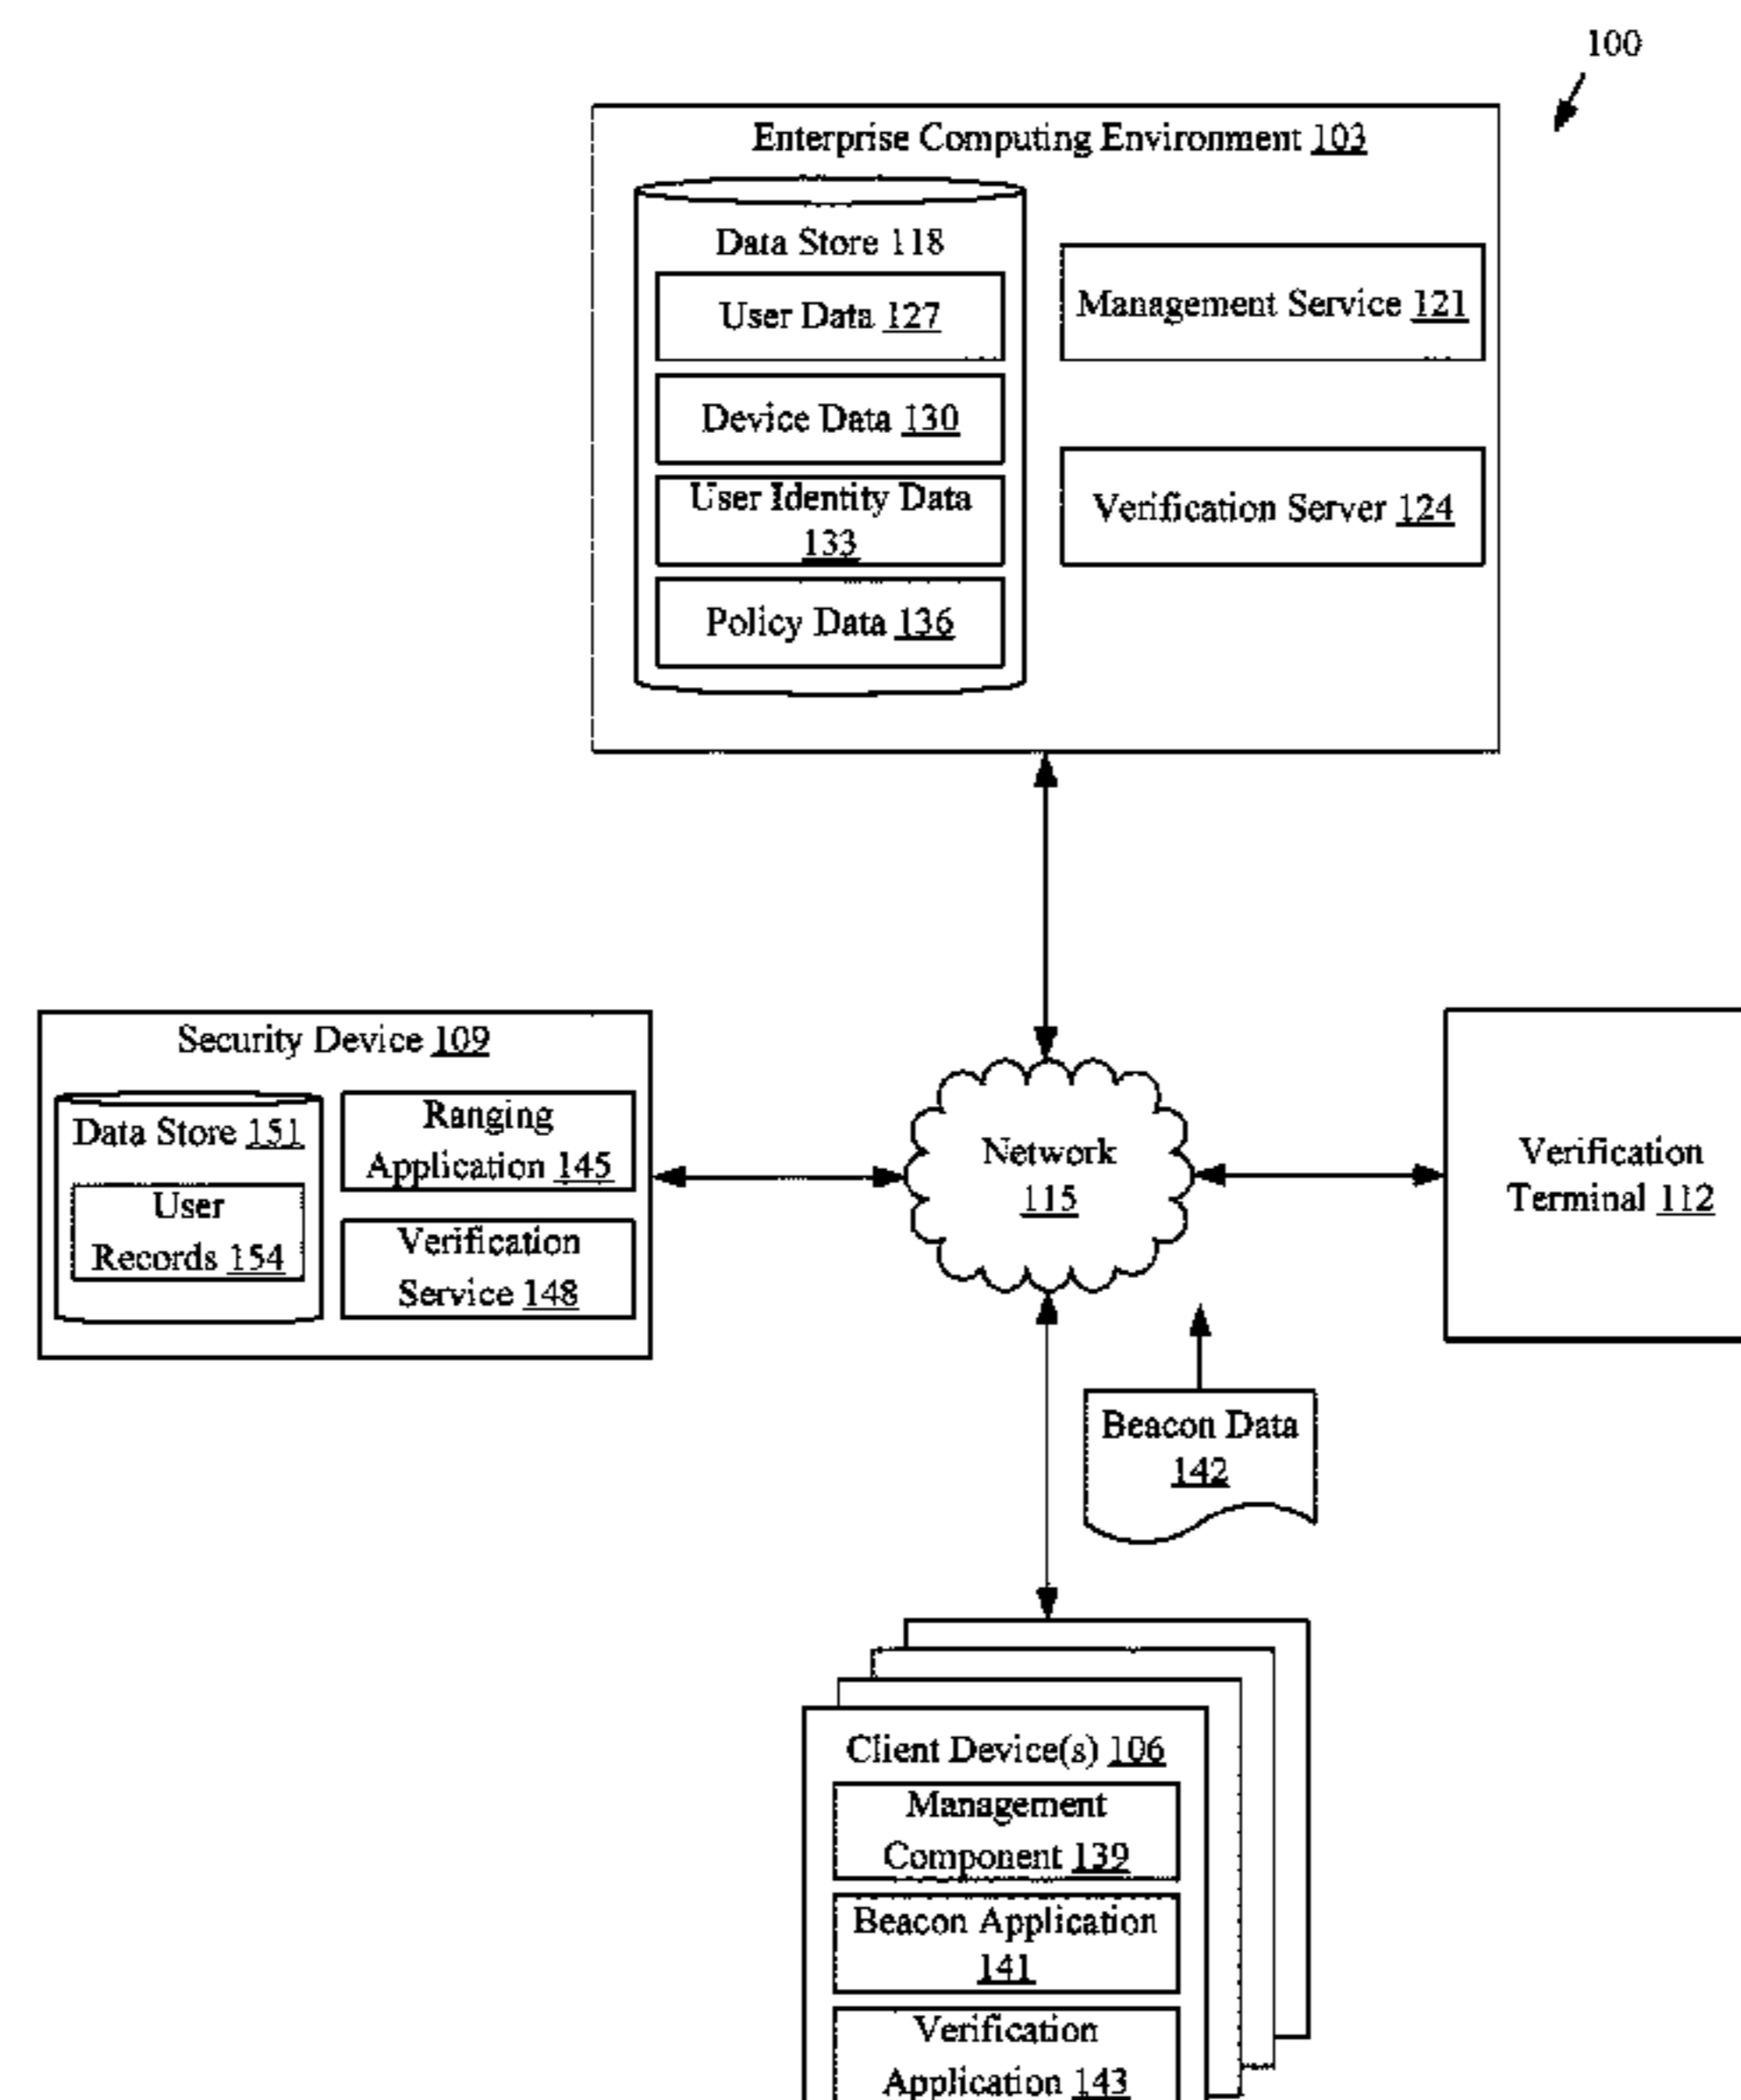 100
Enterprise Computing Environment 103
Data Store 118
User Data 127
Device Data 130
User Identity Data
133
Policy Data 136
Management Service 121
Verification Server 124
Security Device 109
Data Store 151
User
Records 154
Ranging
Application 145
Verification
Service 148
Network
115
Verification
Terminal 112
Beacon Data
142
Client Device(s) 106
Management
Component 139
Beacon Application
141
Verification
Application 143